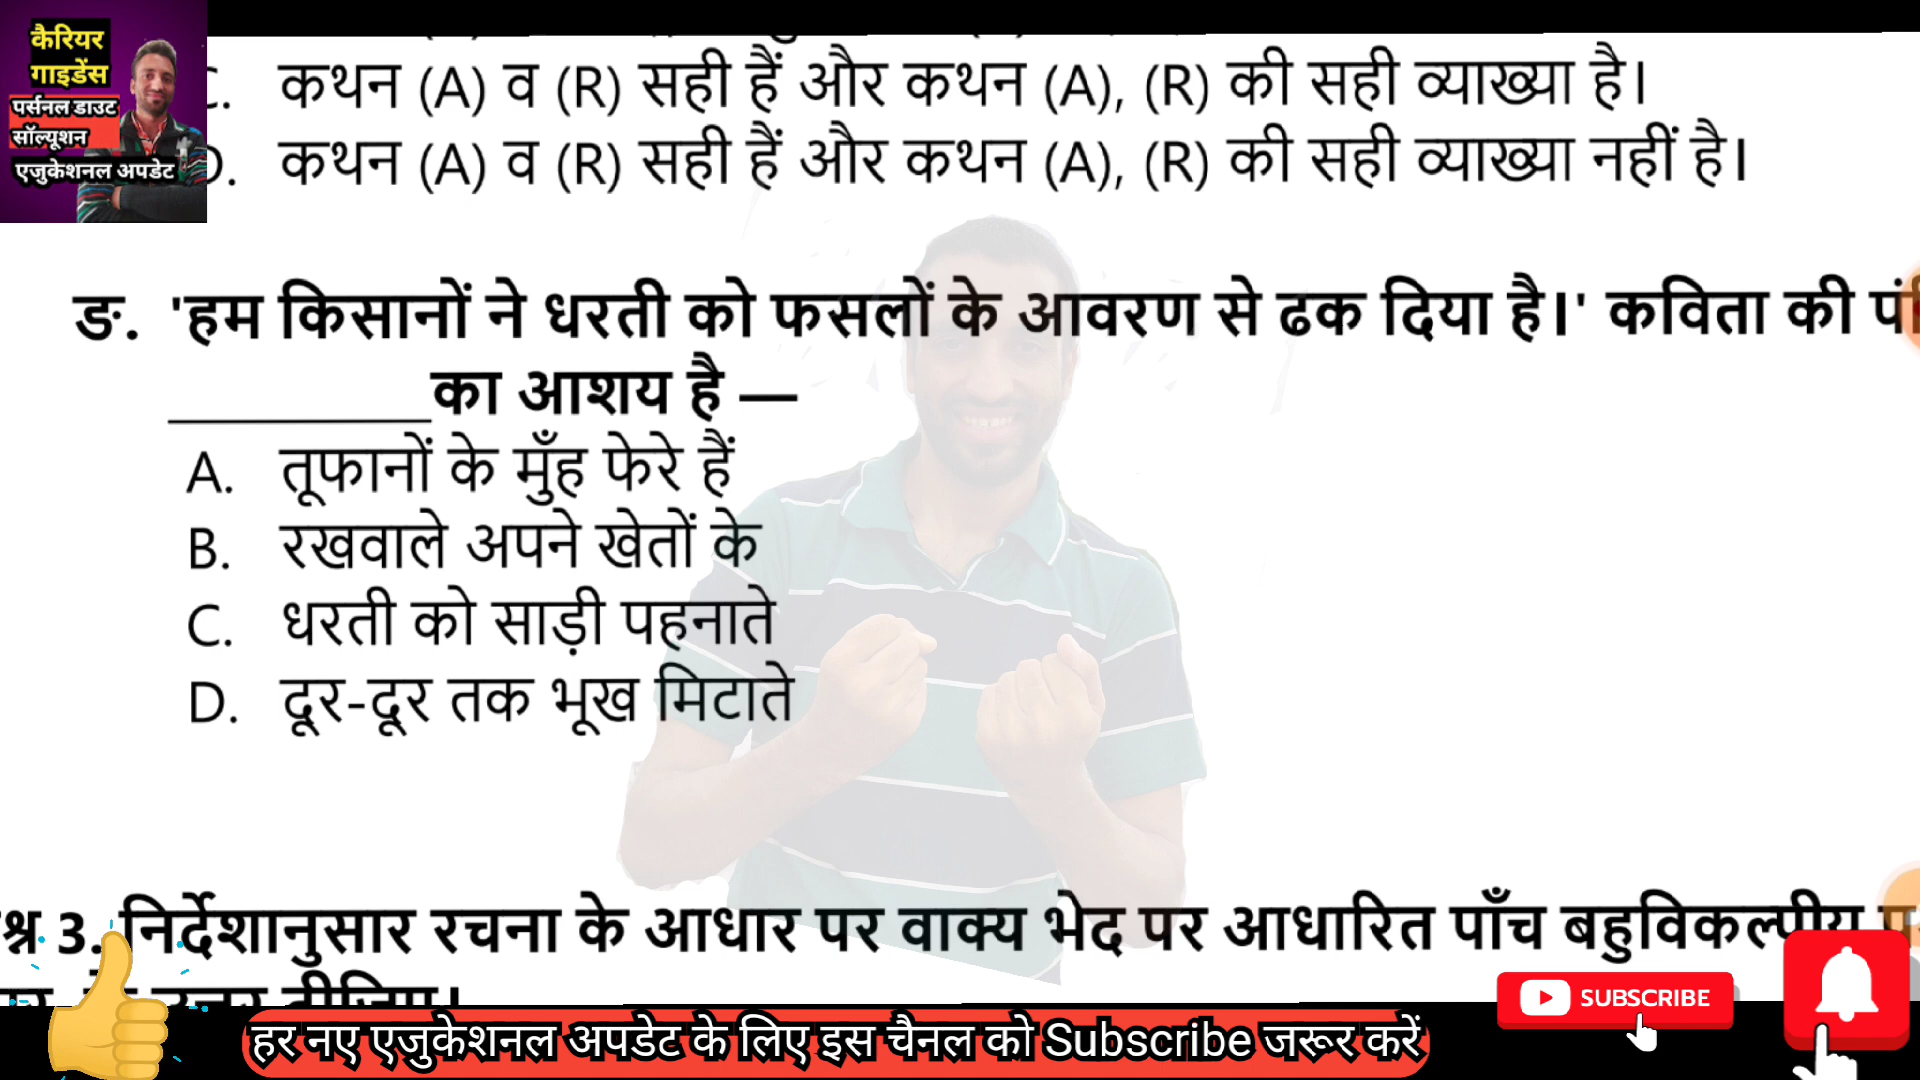 कैरियर
गाइडेंस
पर्सनल डाउट
सॉल्यूशन
एजुकेशनल अपडेट
C. कथन (A) व (R) सही हैं और कथन (A), (R) की सही व्याख्या है।
D. कथन (A) व (R) सही हैं और कथन (A), (R) की सही व्याख्या नहीं है।
ङ. 'हम किसानों ने धरती को फसलों के आवरण से ढक दिया है।' कविता की
__________का आशय है —
A. तूफानों के मुँह फेरे हैं
B. रखवाले अपने खेतों के
C. धरती को साड़ी पहनाते
D. दूर-दूर तक भूख मिटाते
3. निर्देशानुसार रचना के आधार पर वाक्य भेद पर आधारित पाँच बहुविकल्पीय
SUBSCRIBE
हर नए एजुकेशनल अपडेट के लिए इस चैनल को Subscribe जरूर करें